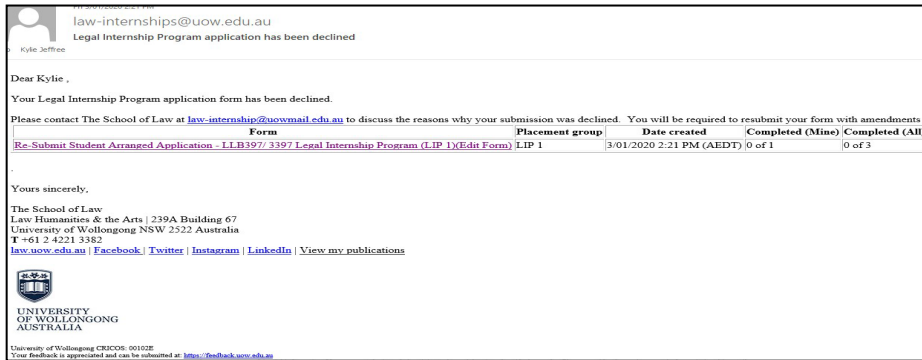 Fri 3/01/2020 2:21 PM
law-internships@uow.edu.au
Legal Internship Program application has been declined
Kylie Jeffree
Dear Kylie ,
Your Legal Internship Program application form has been declined.
Please contact The School of Law at law-internship@uowmail.edu.au to discuss the reasons why your submission was declined. You will be required to resubmit your form with amendments
Form Placement group Date created Completed (Mine) Completed (All
Re-Submit Student Arranged Application - LLB397/ 3397 Legal Internship Program (LIP 1)(Edit Form) LIP 1 3/01/2020 2:21 PM (AEDT) 0 of 1 0 of 3
.
Yours sincerely,
The School of Law
Law Humanities & the Arts | 239A Building 67
University of Wollongong NSW 2522 Australia
T +61 2 4221 3382
law.uow.edu.au | Facebook | Twitter | Instagram | LinkedIn | View my publications
UNIVERSITY
OF WOLLONGONG
AUSTRALIA
University of Wollongong CRICOS: 00102E
Your feedback is appreciated and can be submitted at: https://feedback.uow.edu.au